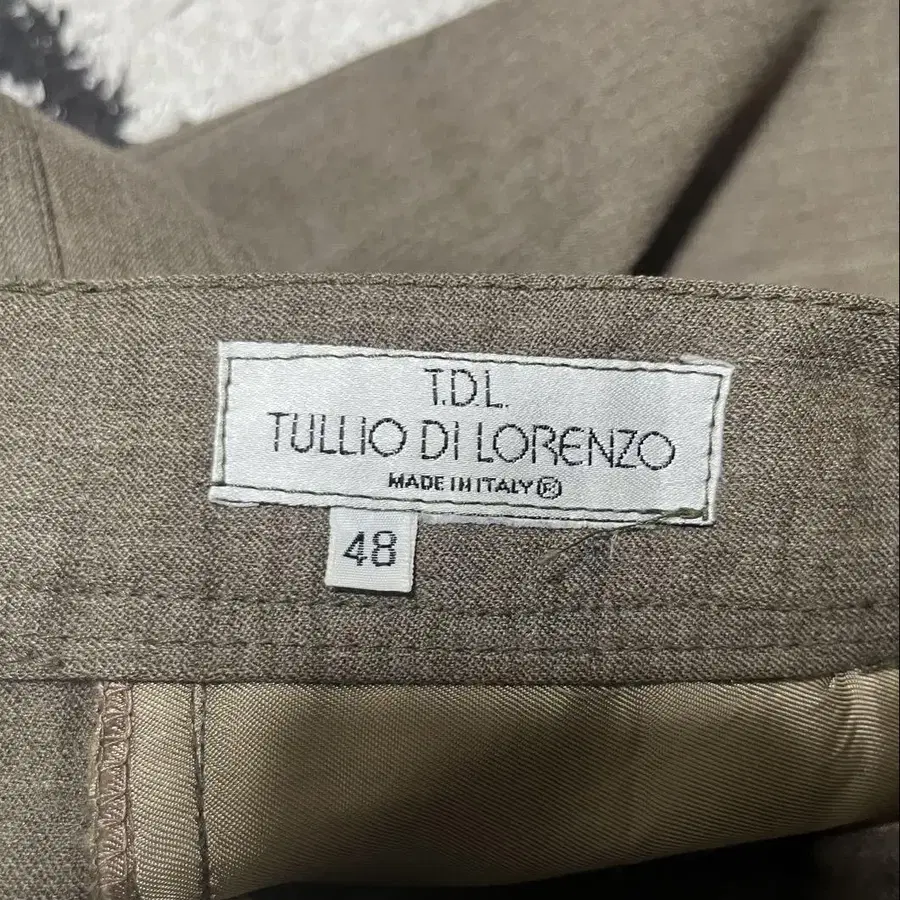 T.D.L.
TULLIO DI LORENZO
MADE IN ITALY®
48